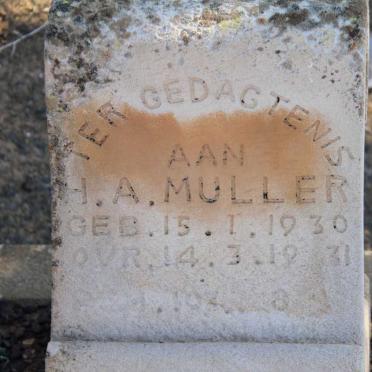 TER GEDAGTENIS
AAN
H.A. MULLER
GEB. 15.1.1930
OVR. 14.3.1931